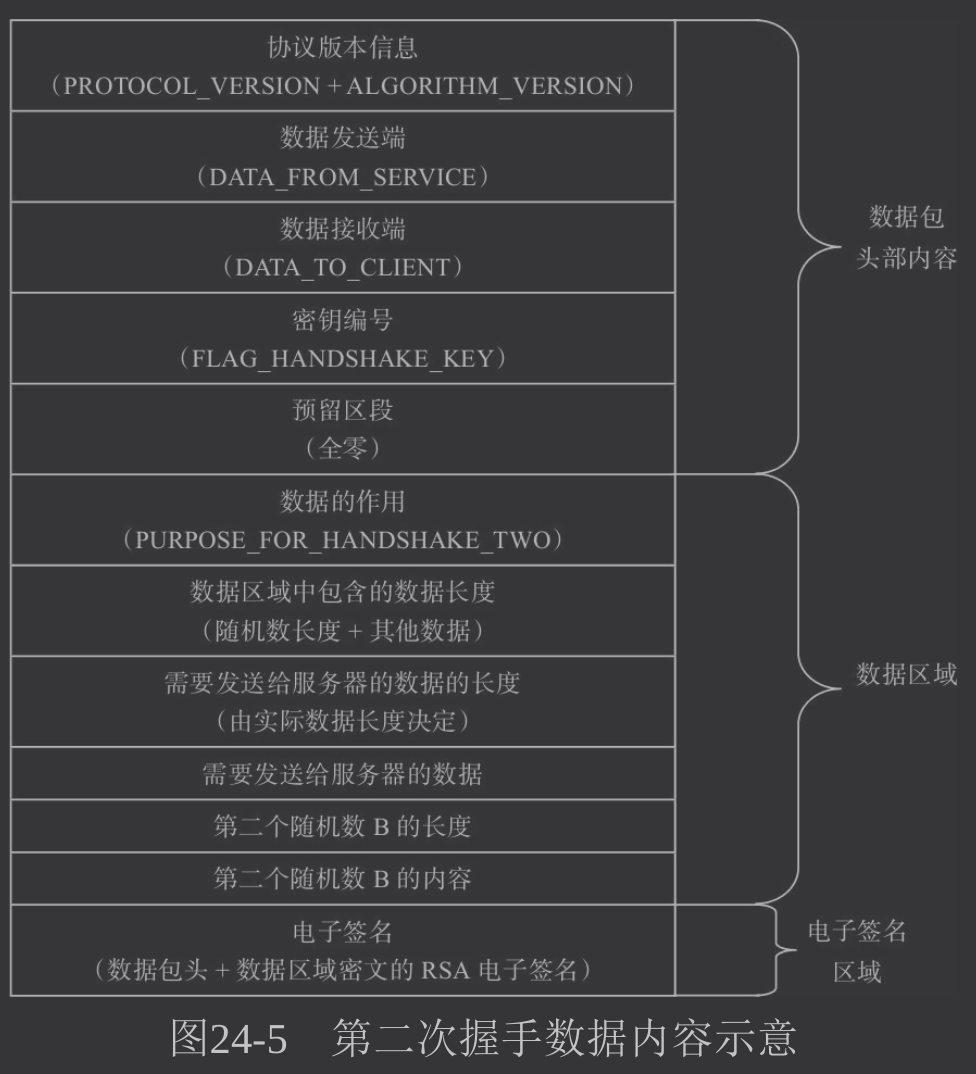 协议版本信息
（PROTOCOL_VERSION + ALGORITHM_VERSION）
数据发送端
（DATA_FROM_SERVICE）
数据接收端
（DATA_TO_CLIENT）
密钥编号
（FLAG_HANDSHAKE_KEY）
预留区段
（全零）
数据包
头部内容
数据的作用
（PURPOSE_FOR_HANDSHAKE_TWO）
数据区域中包含的数据长度
（随机数长度 + 其他数据）
需要发送给服务器的数据的长度
（由实际数据长度决定）
需要发送给服务器的数据
第二个随机数 B 的长度
第二个随机数 B 的内容
数据区域
电子签名
（数据包头 + 数据区域密文的 RSA 电子签名）
电子签名
区域
图24-5 第二次握手数据内容示意